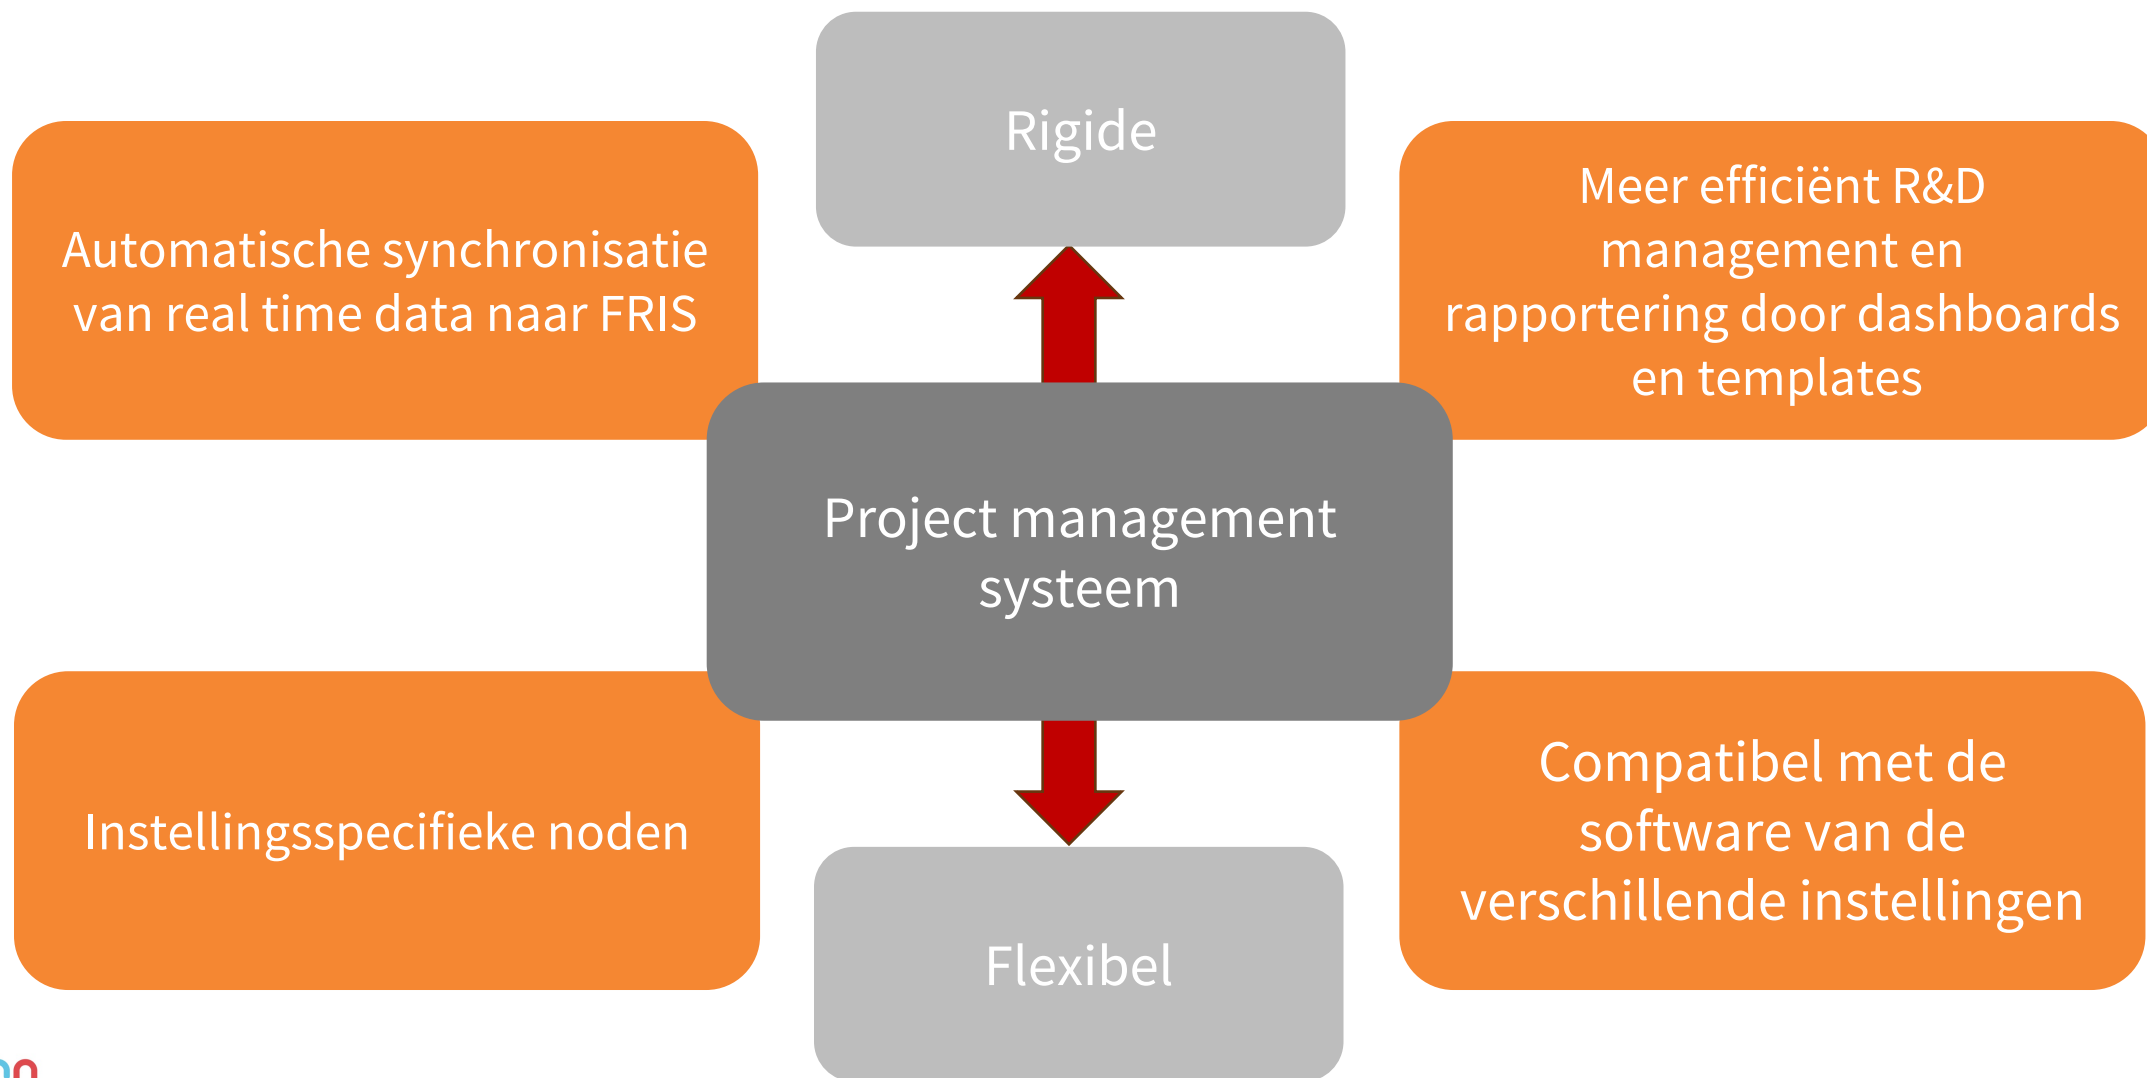 Rigide
Automatische synchronisatie
van real time data naar FRIS
Meer efficiënt R&D
management en
rapportering door dashboards
en templates
Project management
systeem
Instellingsspecifieke noden
Compatibel met de
software van de
verschillende instellingen
Flexibel